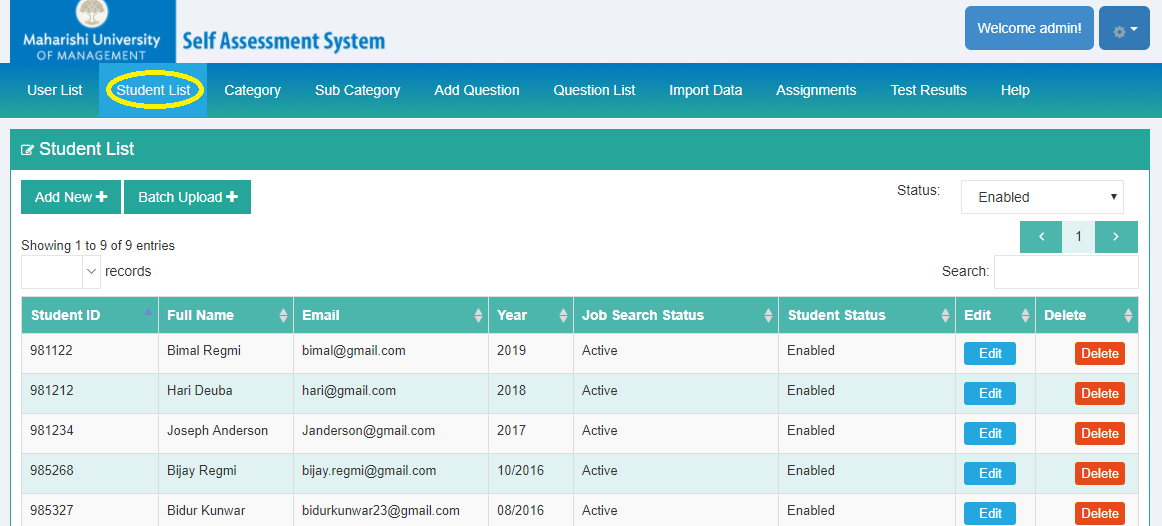 Maharishi University
OF MANAGEMENT
Self Assessment System
Welcome admin!
User List Student List Category Sub Category Add Question Question List Import Data Assignments Test Results Help
Student List
Add New Batch Upload
Status: Enabled
< 1 >
Showing 1 to 9 of 9 entries
records
Search:
Student ID Full Name Email Year Job Search Status Student Status Edit Delete
981122 Bimal Regmi bimal@gmail.com 2019 Active Enabled Edit Delete
981212 Hari Deuba hari@gmail.com 2018 Active Enabled Edit Delete
981234 Joseph Anderson Janderson@gmail.com 2017 Active Enabled Edit Delete
985268 Bijay Regmi bijay.regmi@gmail.com 10/2016 Active Enabled Edit Delete
985327 Bidur Kunwar bidurkunwar23@gmail.com 08/2016 Active Enabled Edit Delete